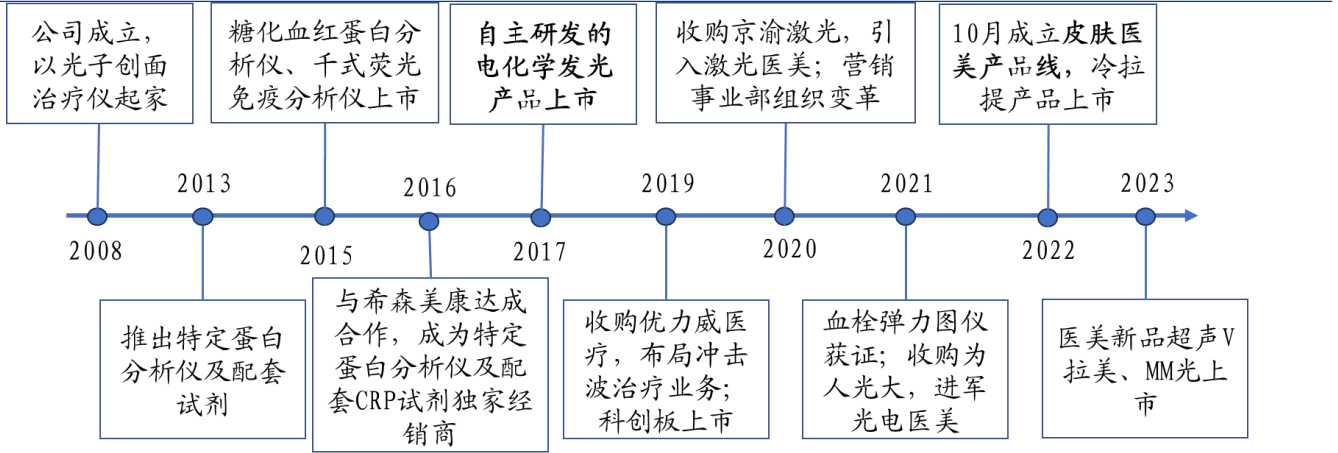 公司成立，
以光子创面
治疗仪起家
糖化血红蛋白分
析仪、千式荧光
免疫分析仪上市
自主研发的
电化学发光
产品上市
收购京渝激光，引
入激光医美；营销
事业部组织变革
10月成立皮肤医
美产品线，冷拉
提产品上市
2013
2016
2019
2021
2023
2008
2015
2017
2020
2022
推出特定蛋白
分析仪及配套
试剂
与希森美康达成
合作，成为特定
蛋白分析仪及配
套CRP试剂独家经
销商
收购优力威医
疗，布局冲击
波治疗业务；
科创板上市
血栓弹力图仪
获证；收购为
人光大，进军
光电医美
医美新品超声V
拉美、MM光上
市